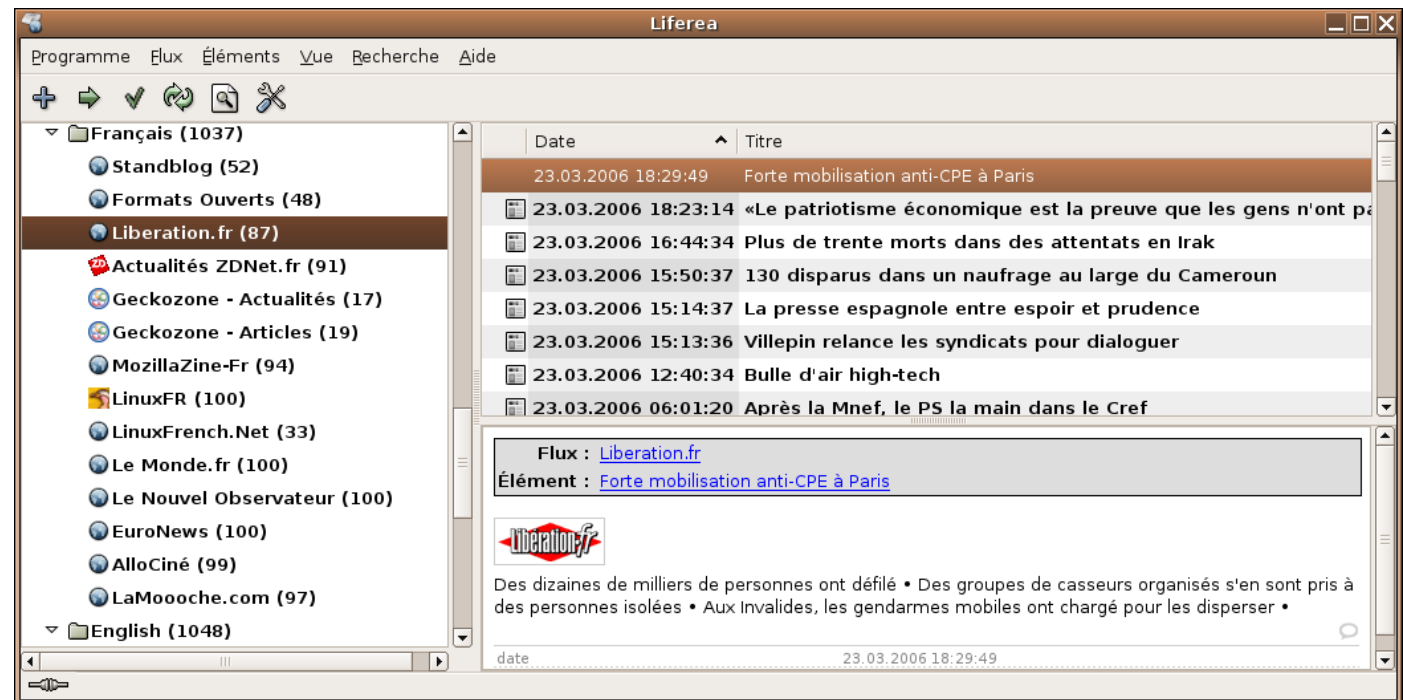 Liferea
Programme Flux Éléments Vue Recherche Aide
Français (1037)
Standblog (52)
Formats Ouverts (48)
Liberation.fr (87)
Actualités ZDNet.fr (91)
Geckozone - Actualités (17)
Geckozone - Articles (19)
MozillaZine-Fr (94)
LinuxFR (100)
LinuxFrench.Net (33)
Le Monde.fr (100)
Le Nouvel Observateur (100)
EuroNews (100)
AlloCiné (99)
LaMoooche.com (97)
English (1048)
Date Titre
23.03.2006 18:29:49 Forte mobilisation anti-CPE à Paris
23.03.2006 18:23:14 «Le patriotisme économique est la preuve que les gens n'ont pa
23.03.2006 16:44:34 Plus de trente morts dans des attentats en Irak
23.03.2006 15:50:37 130 disparus dans un naufrage au large du Cameroun
23.03.2006 15:14:37 La presse espagnole entre espoir et prudence
23.03.2006 15:13:36 Villepin relance les syndicats pour dialoguer
23.03.2006 12:40:34 Bulle d'air high-tech
23.03.2006 06:01:20 Après la Mnef, le PS la main dans le Cref
Flux : Liberation.fr
Élément : Forte mobilisation anti-CPE à Paris
Libération.fr
Des dizaines de milliers de personnes ont défilé • Des groupes de casseurs organisés s'en sont pris à
des personnes isolées • Aux Invalides, les gendarmes mobiles ont chargé pour les disperser •
date 23.03.2006 18:29:49